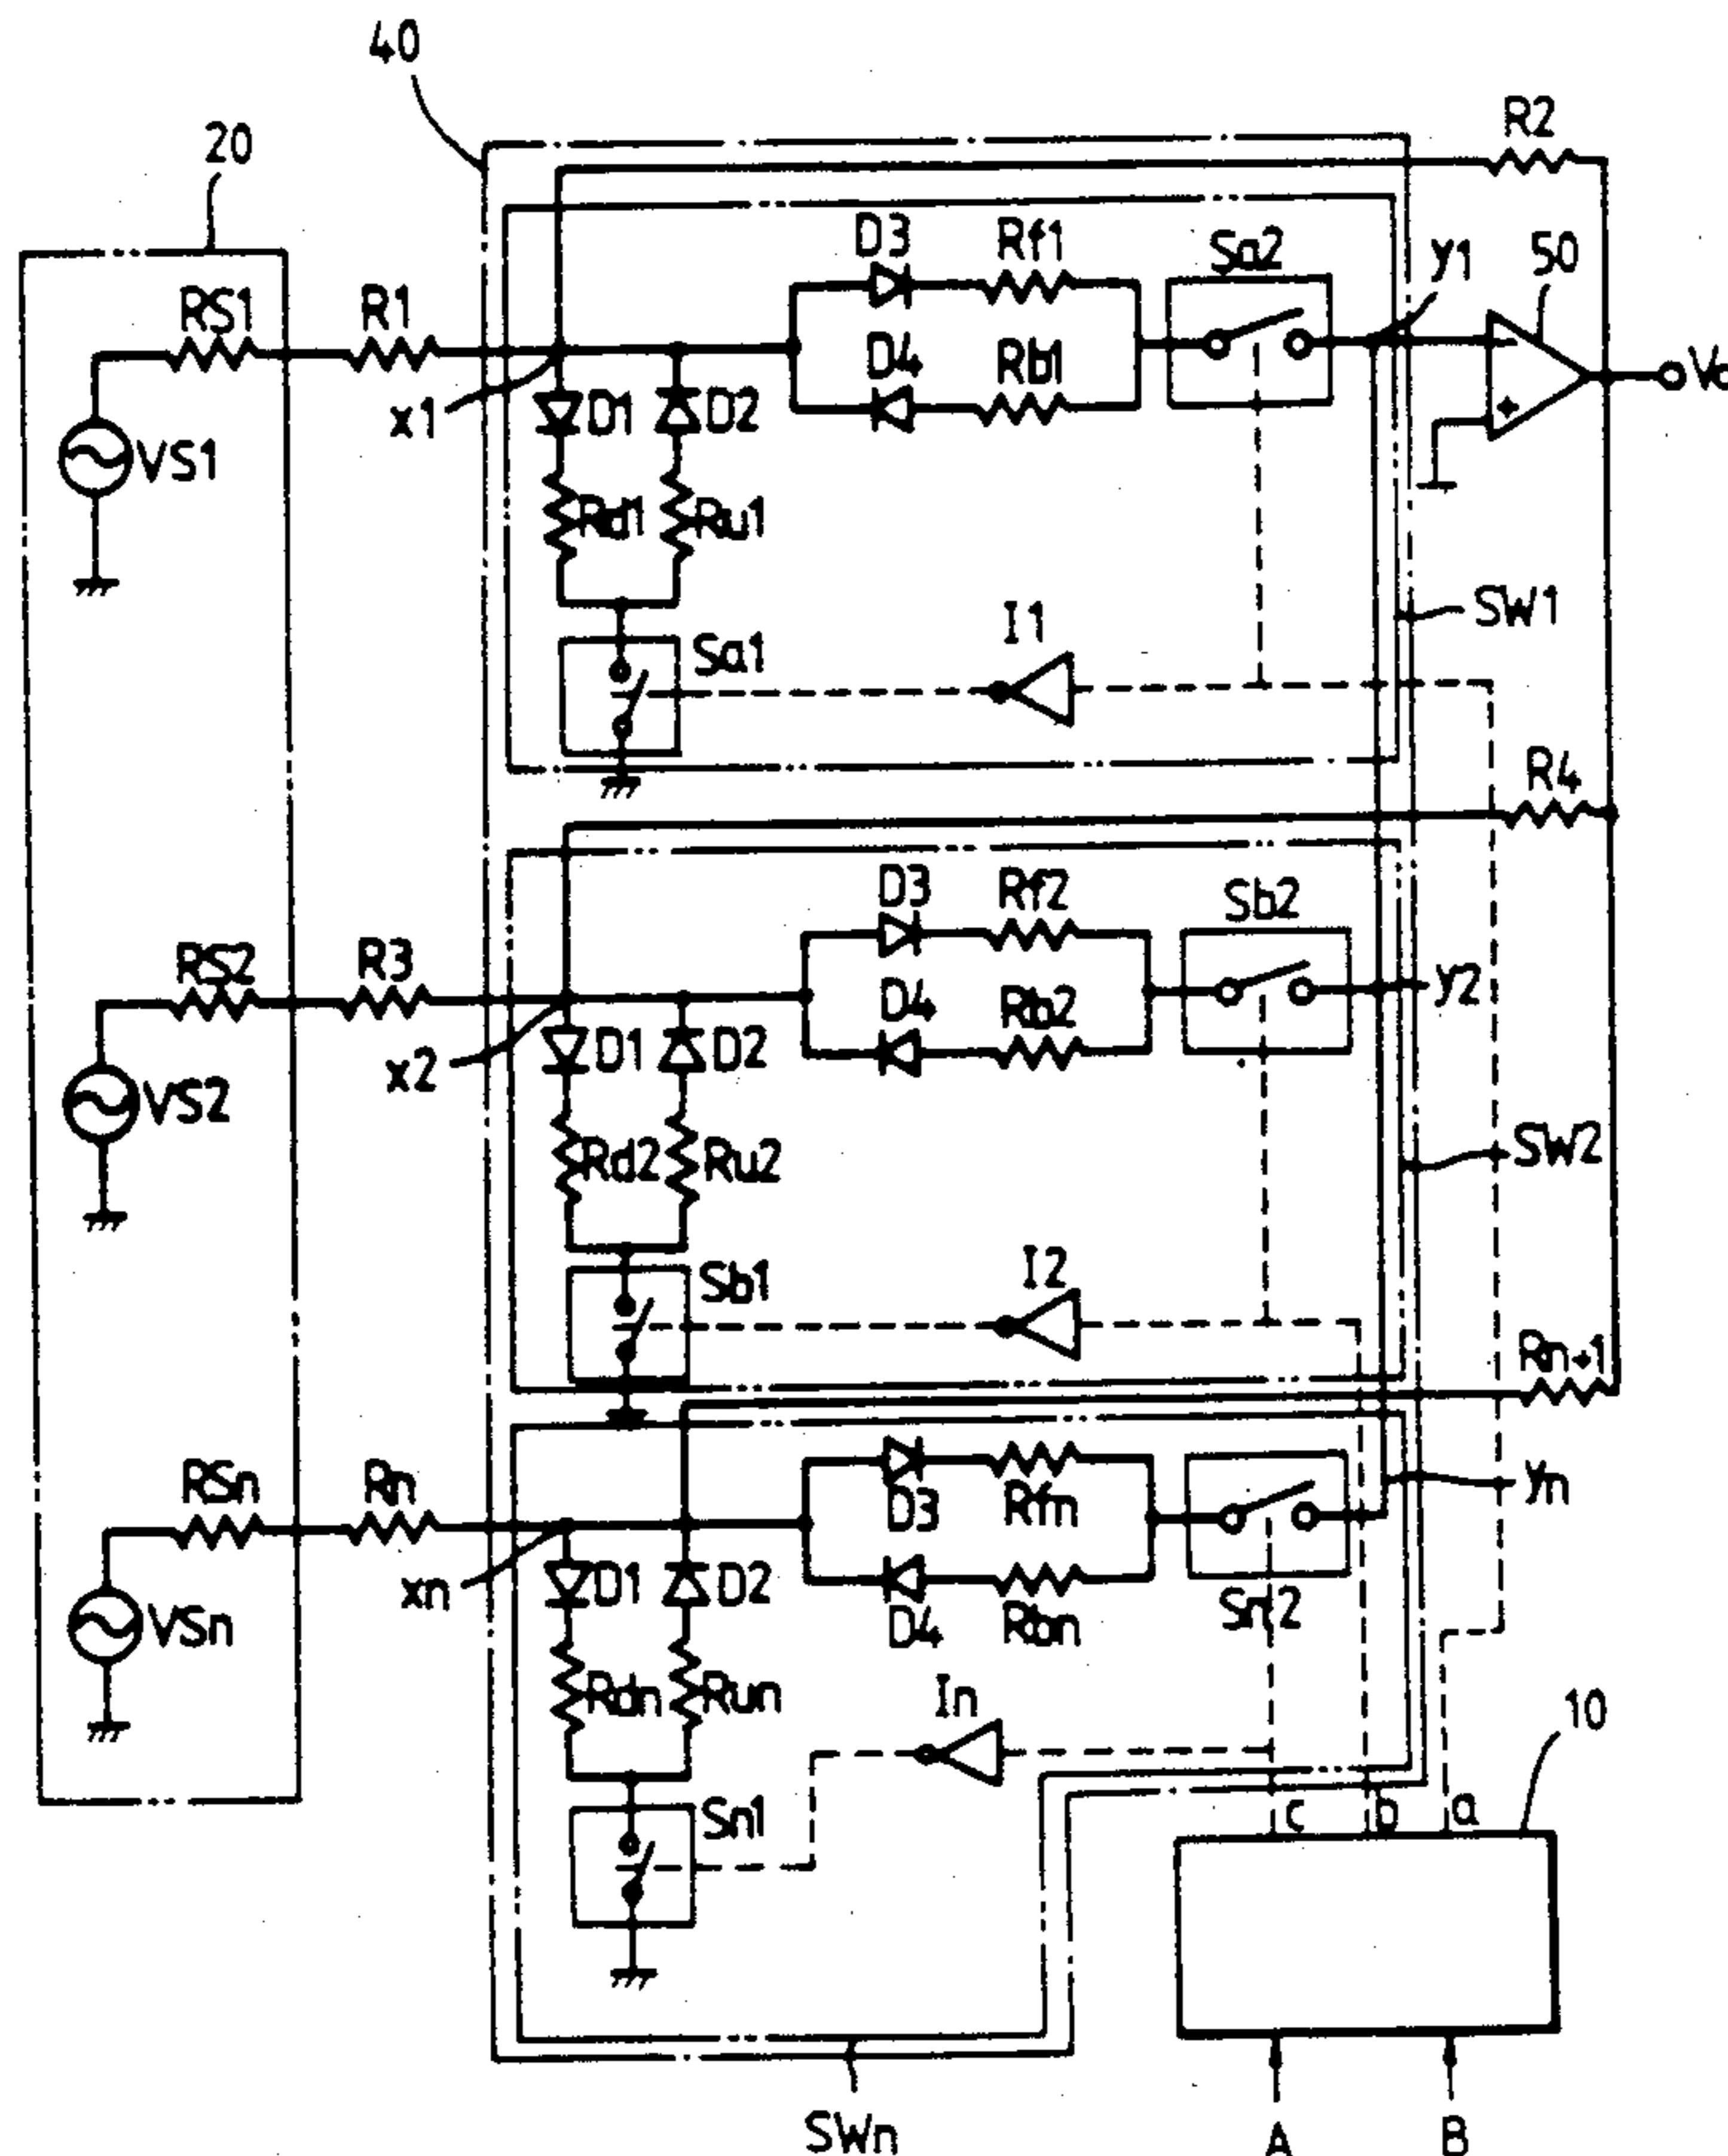 40
20
R2
D3
Rf1
Sa2
y1
50
RS1
R1
D4
Rb1
x1
D1
D2
VS1
Rd1
Ru1
SW1
I1
Sa1
R4
D3
Rf2
Sb2
RS2
R3
D4
Rb2
y2
x2
D1
D2
VS2
Rd2
Ru2
SW2
I2
Sb1
Rn+1
RSn
Rn
D3
Rfn
yn
xn
D1
D2
D4
Rbn
Sn2
VSn
Rdn
Run
In
10
Sn1
c
b
a
SWn
A
B